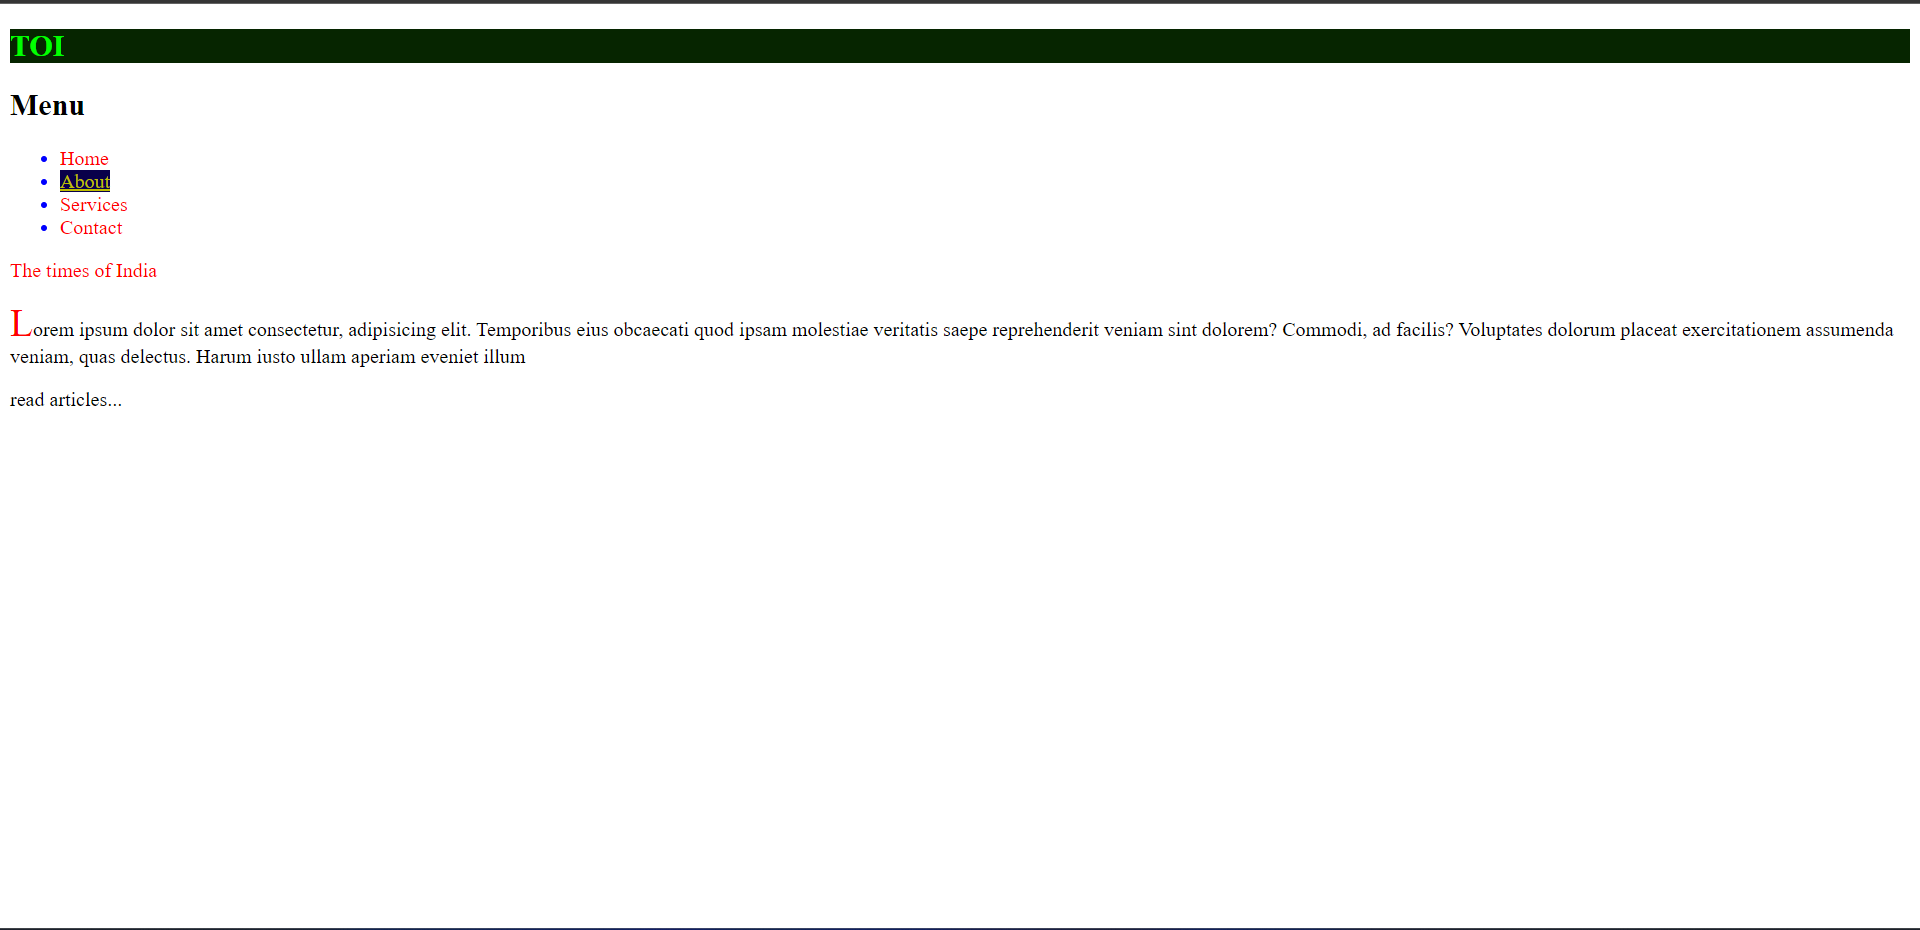 TOI
Menu
Home
About
Services
Contact
The times of India
Lorem ipsum dolor sit amet consectetur, adipisicing elit. Temporibus eius obcaecati quod ipsam molestiae veritatis saepe reprehenderit veniam sint dolorem? Commodi, ad facilis? Voluptates dolorum placeat exercitationem assumenda
veniam, quas delectus. Harum iusto ullam aperiam eveniet illum
read articles...